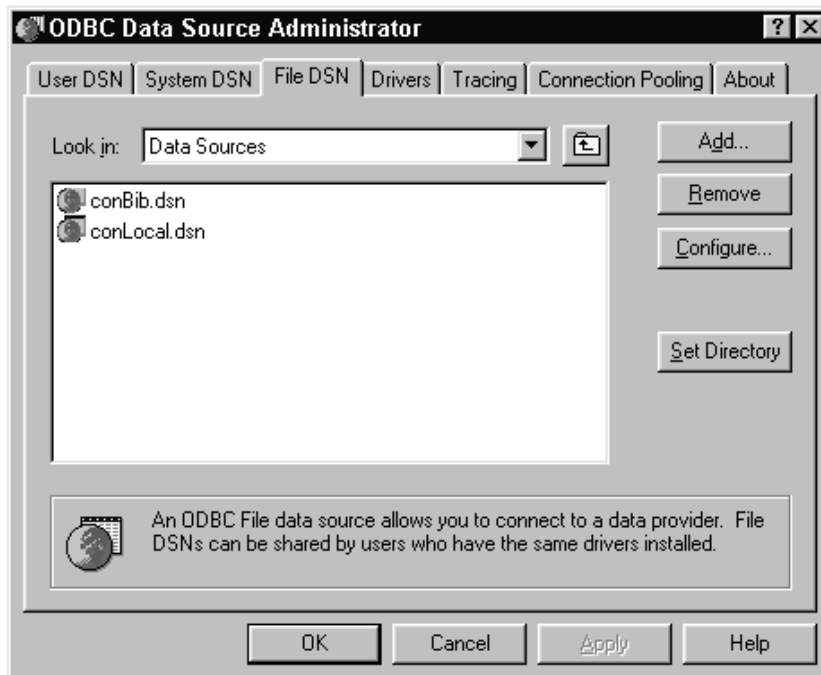 ODBC Data Source Administrator
User DSN System DSN File DSN Drivers Tracing Connection Pooling About
Look in: Data Sources Add...
conBib.dsn Remove
conLocal.dsn
Configure...
Set Directory
An ODBC File data source allows you to connect to a data provider. File
DSNs can be shared by users who have the same drivers installed.
OK Cancel Apply Help